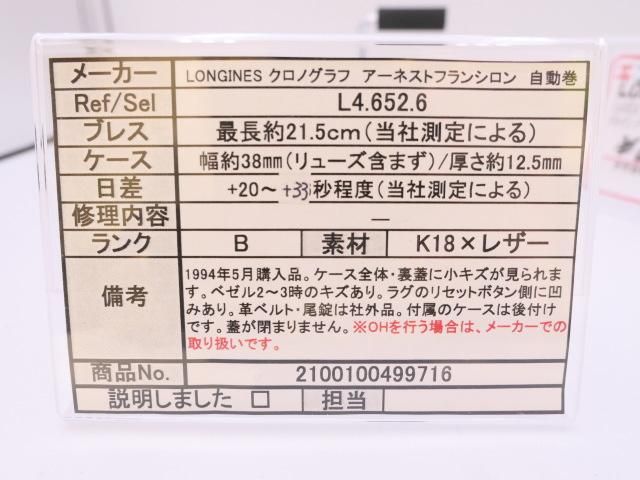 メーカー LONGINES クロノグラフ アーネストフランシロン 自動巻
Ref/Sel L4.652.6
ブレス 最長約21.5cm(当社測定による)
ケース 幅約38mm(リューズ含まず)/厚さ約12.5mm
日差 +20～+33秒程度(当社測定による)
修理内容 ―
ランク B 素材 K18×レザー
備考
1994年5月購入品。ケース全体・裏蓋に小キズが見られま
す。ベゼル2～3時のキズあり。ラグのリセットボタン側に凹
みあり。革ベルト・尾錠は社外品。付属のケースは後付け
です。蓋が閉まりません。※OHを行う場合は、メーカーでの
取り扱いです。
商品No. 2100100499716
説明しました □ 担当